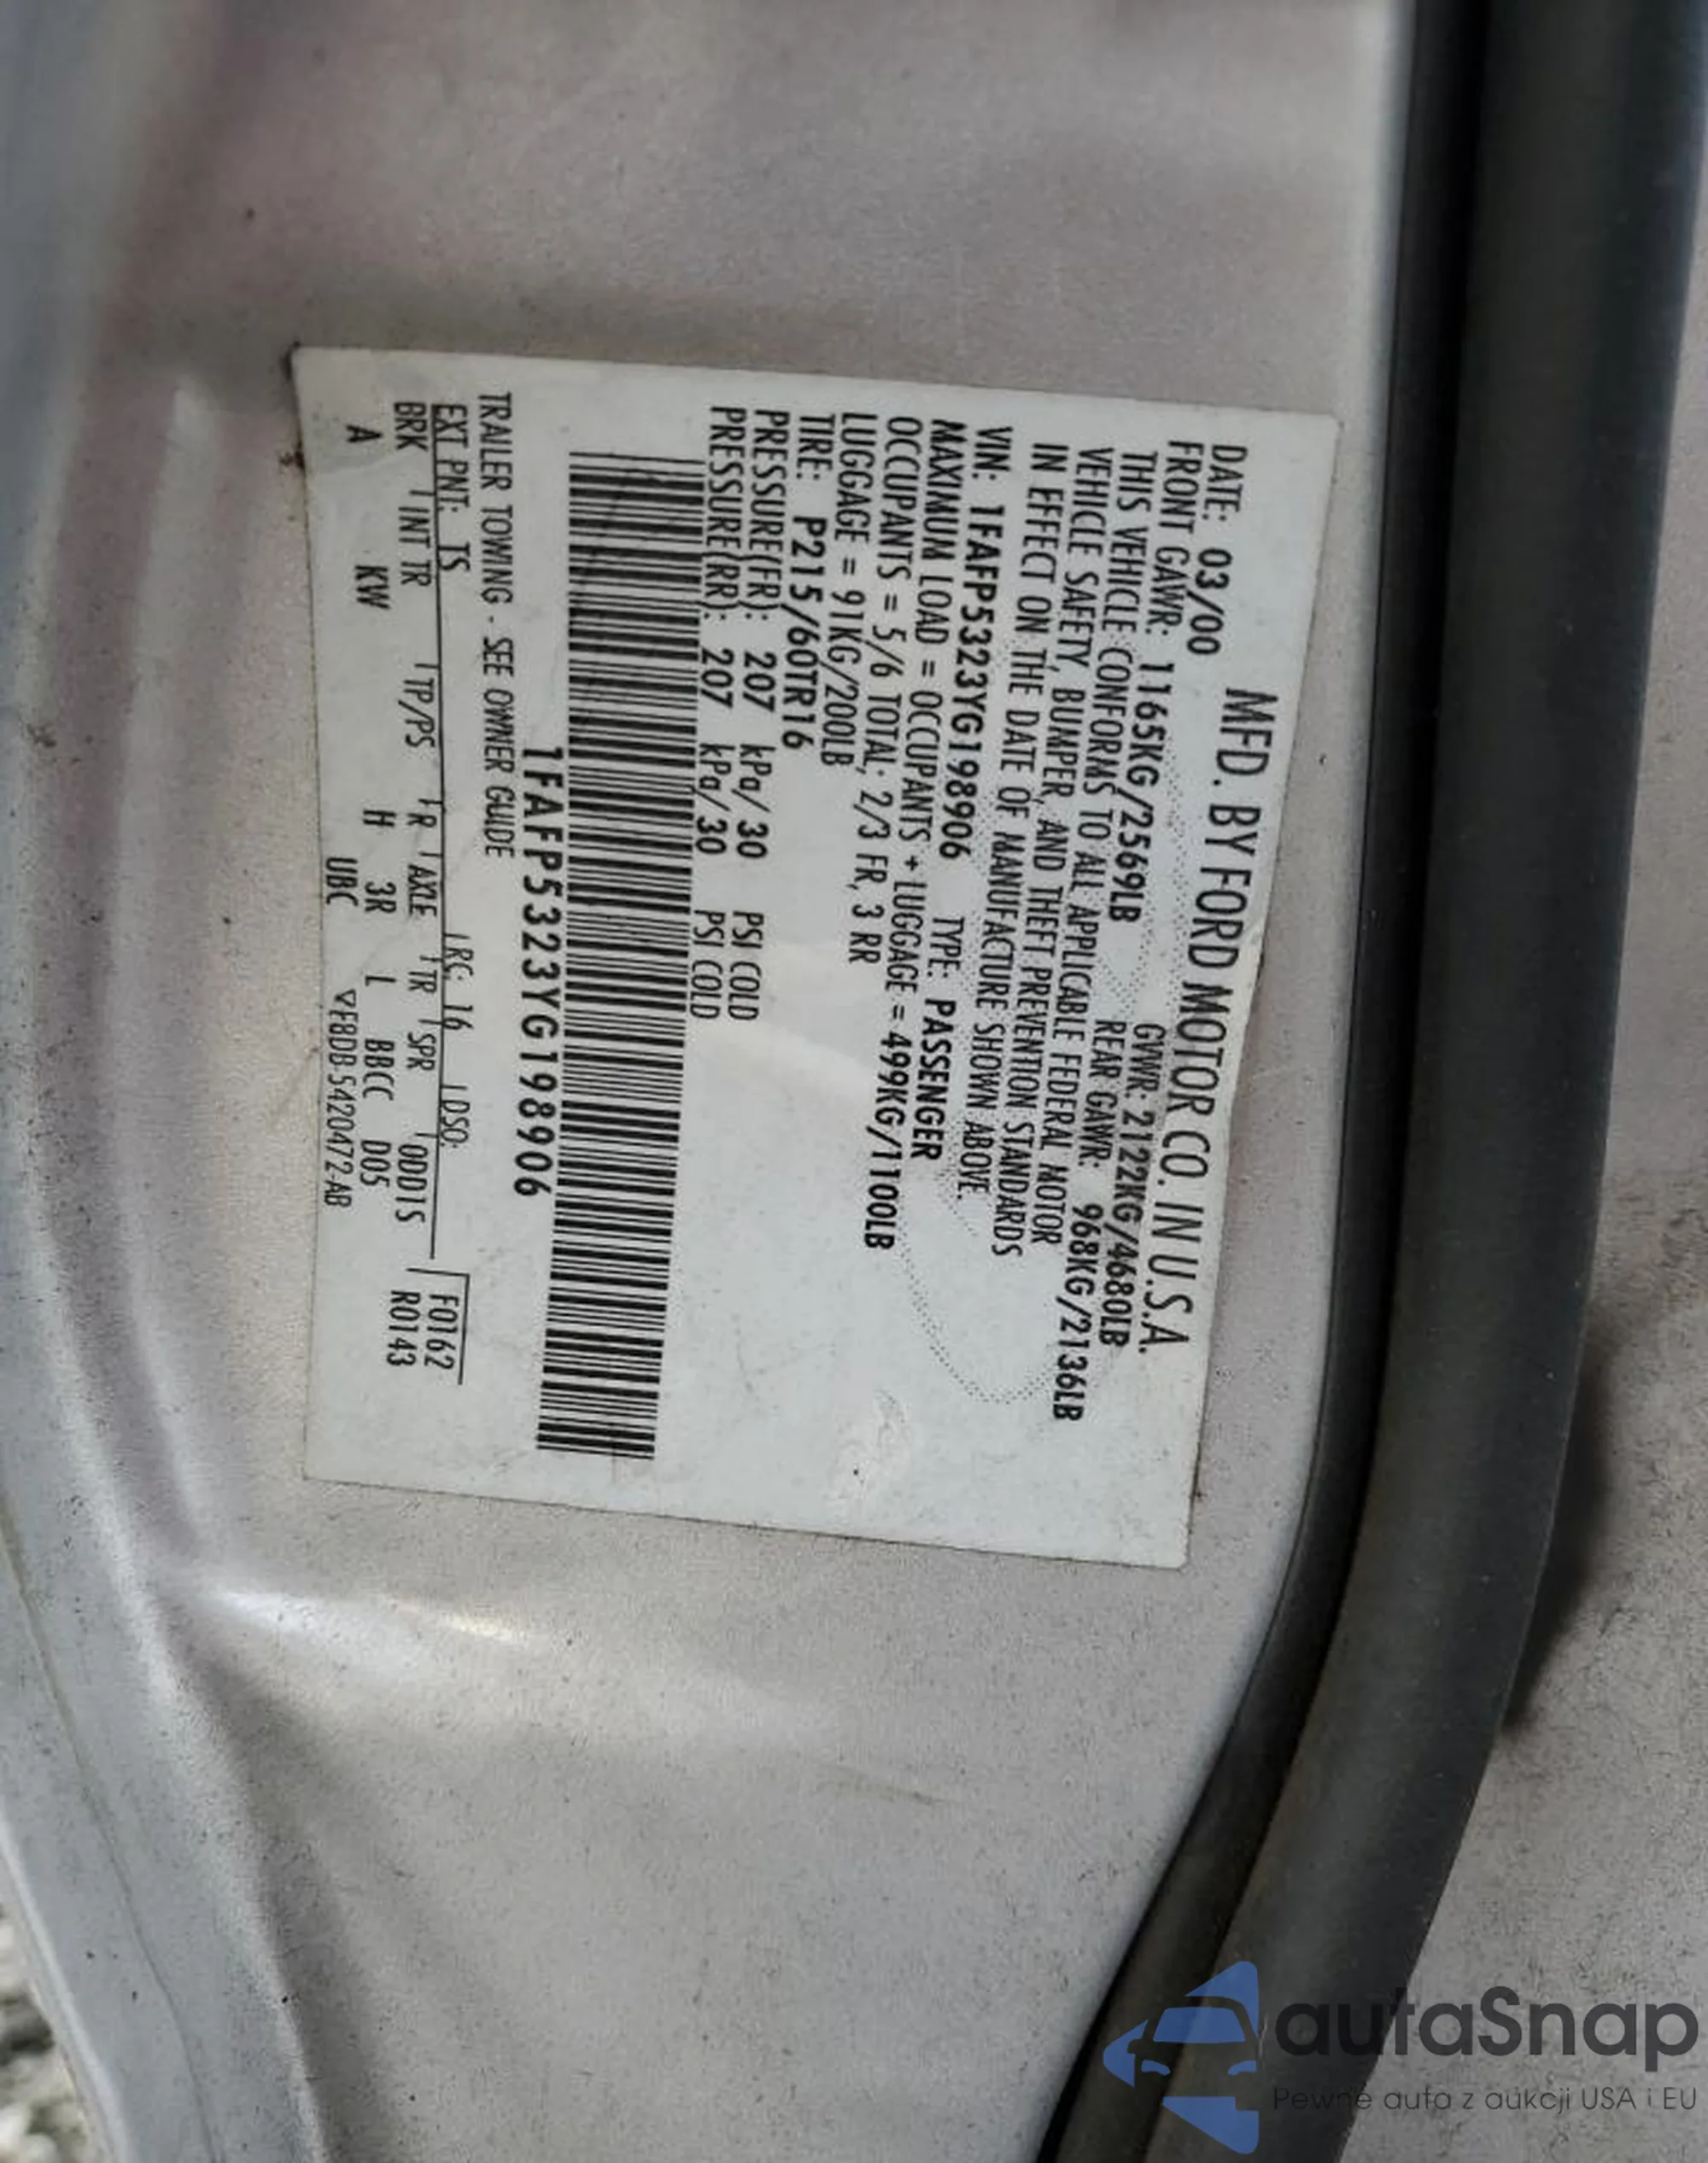 MFD. BY FORD MOTOR CO. IN U.S.A.
DATE: 03/00 GVWR: 2122KG/4680LB
FRONT GAWR: 1165KG/2569LB REAR GAWR: 968KG/2136LB
THIS VEHICLE CONFORMS TO ALL APPLICABLE FEDERAL MOTOR
VEHICLE SAFETY, BUMPER, AND THEFT PREVENTION STANDARDS
IN EFFECT ON THE DATE OF MANUFACTURE SHOWN ABOVE.
VIN: 1FAFP5323YG198906 TYPE: PASSENGER
MAXIMUM LOAD = OCCUPANTS + LUGGAGE = 499KG/1100LB
OCCUPANTS = 5/6 TOTAL; 2/3 FR, 3 RR
LUGGAGE = 91KG/200LB
TIRE: P215/60TR16
PRESSURE(FR): 207 kPa/30 PSI COLD
PRESSURE(RR): 207 kPa/30 PSI COLD
1FAFP5323YG198906
TRAILER TOWING - SEE OWNER GUIDE
EXT PNT: TS RC: 16 DSO: F0162
BRK INT TR TP/PS R AXLE TR SPR ODD1S R0143
A KW H 3R L BBCC D05
UBC ▽F8DB 5420472-AB
autaSnap
Pewne auta z aukcji USA i EU